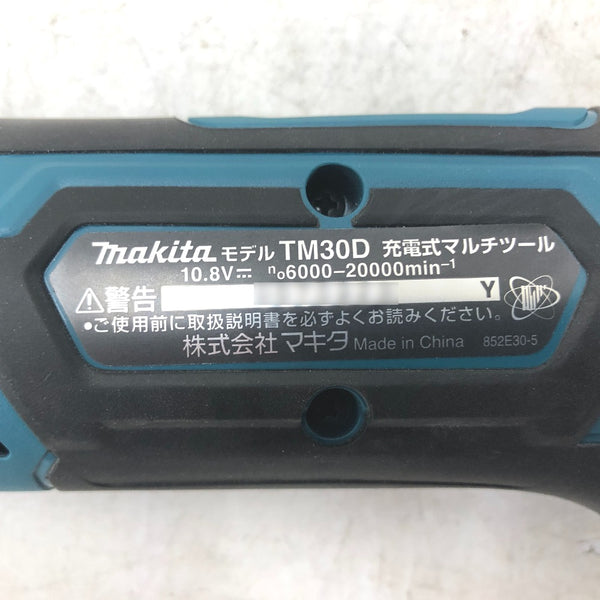 makita モデル TM30D 充電式マルチツール
10.8V⎓ n₀6000−20000min⁻¹
⚠警告 Y
●ご使用前に取扱説明書を必ずよくお読みください。
株式会社マキタ Made in China 852E30-5